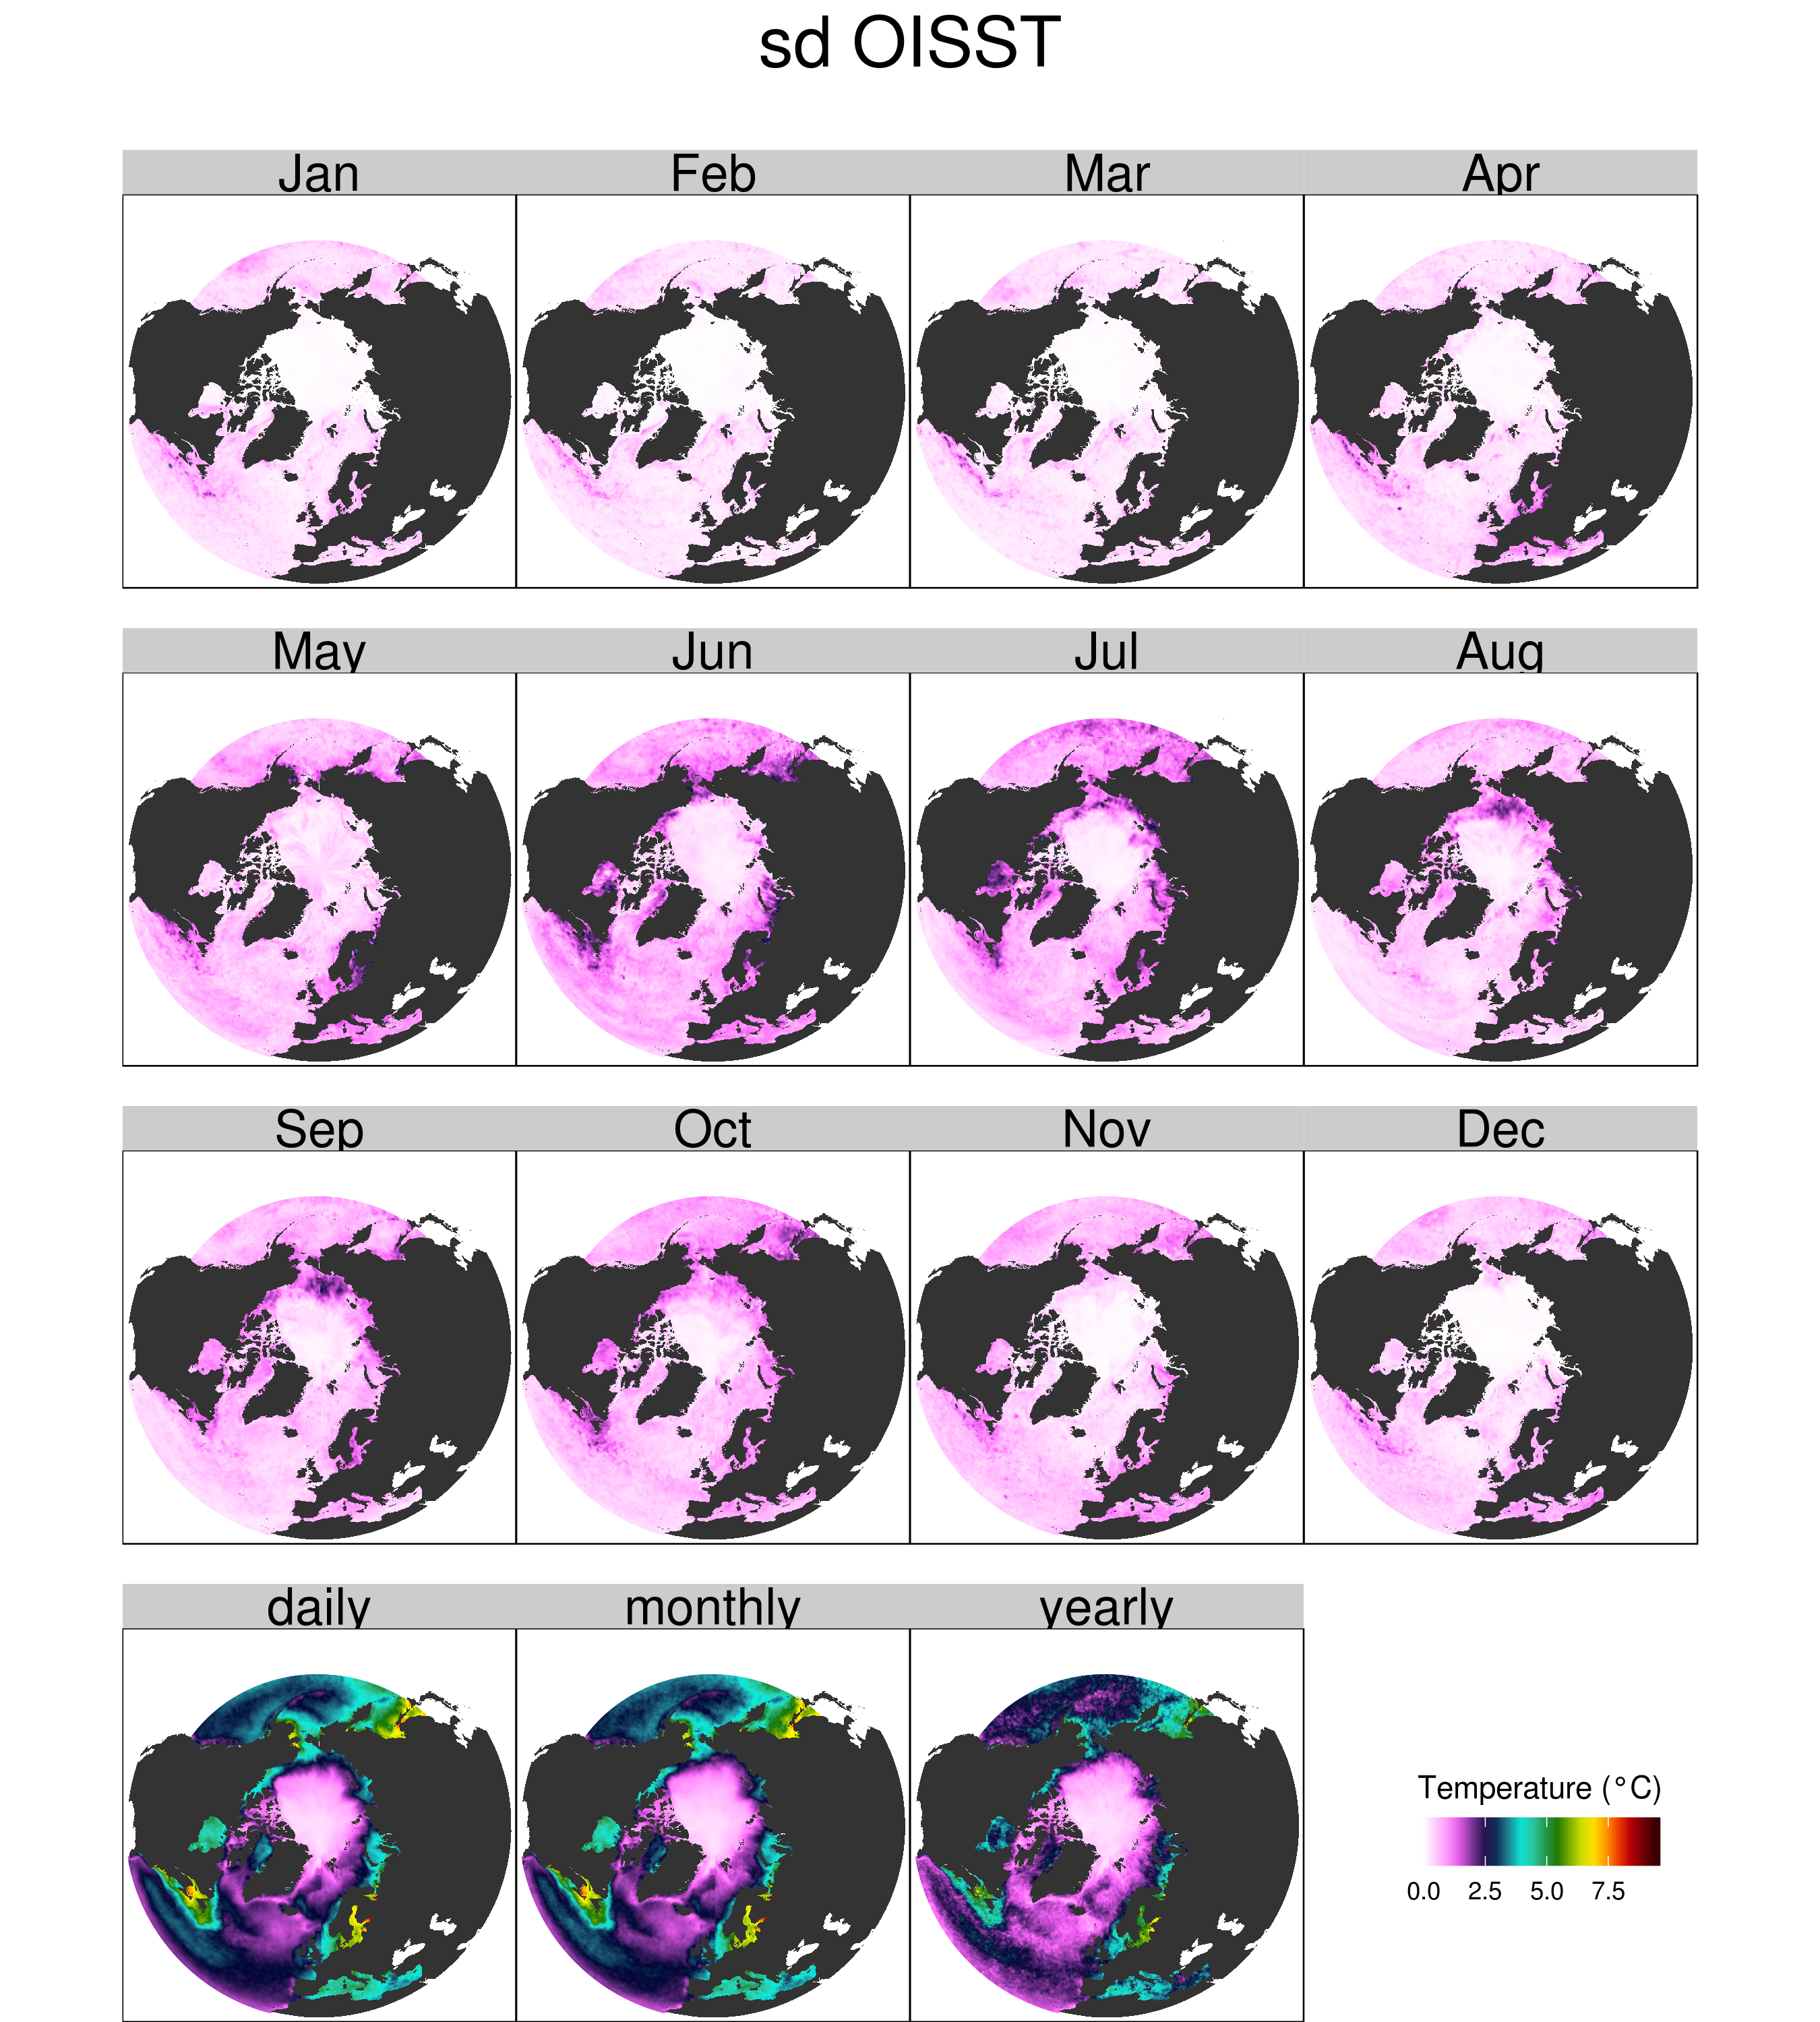 sd OISST
Jan Feb Mar Apr
May Jun Jul Aug
Sep Oct Nov Dec
daily monthly yearly
Temperature (°C)
0.0 2.5 5.0 7.5